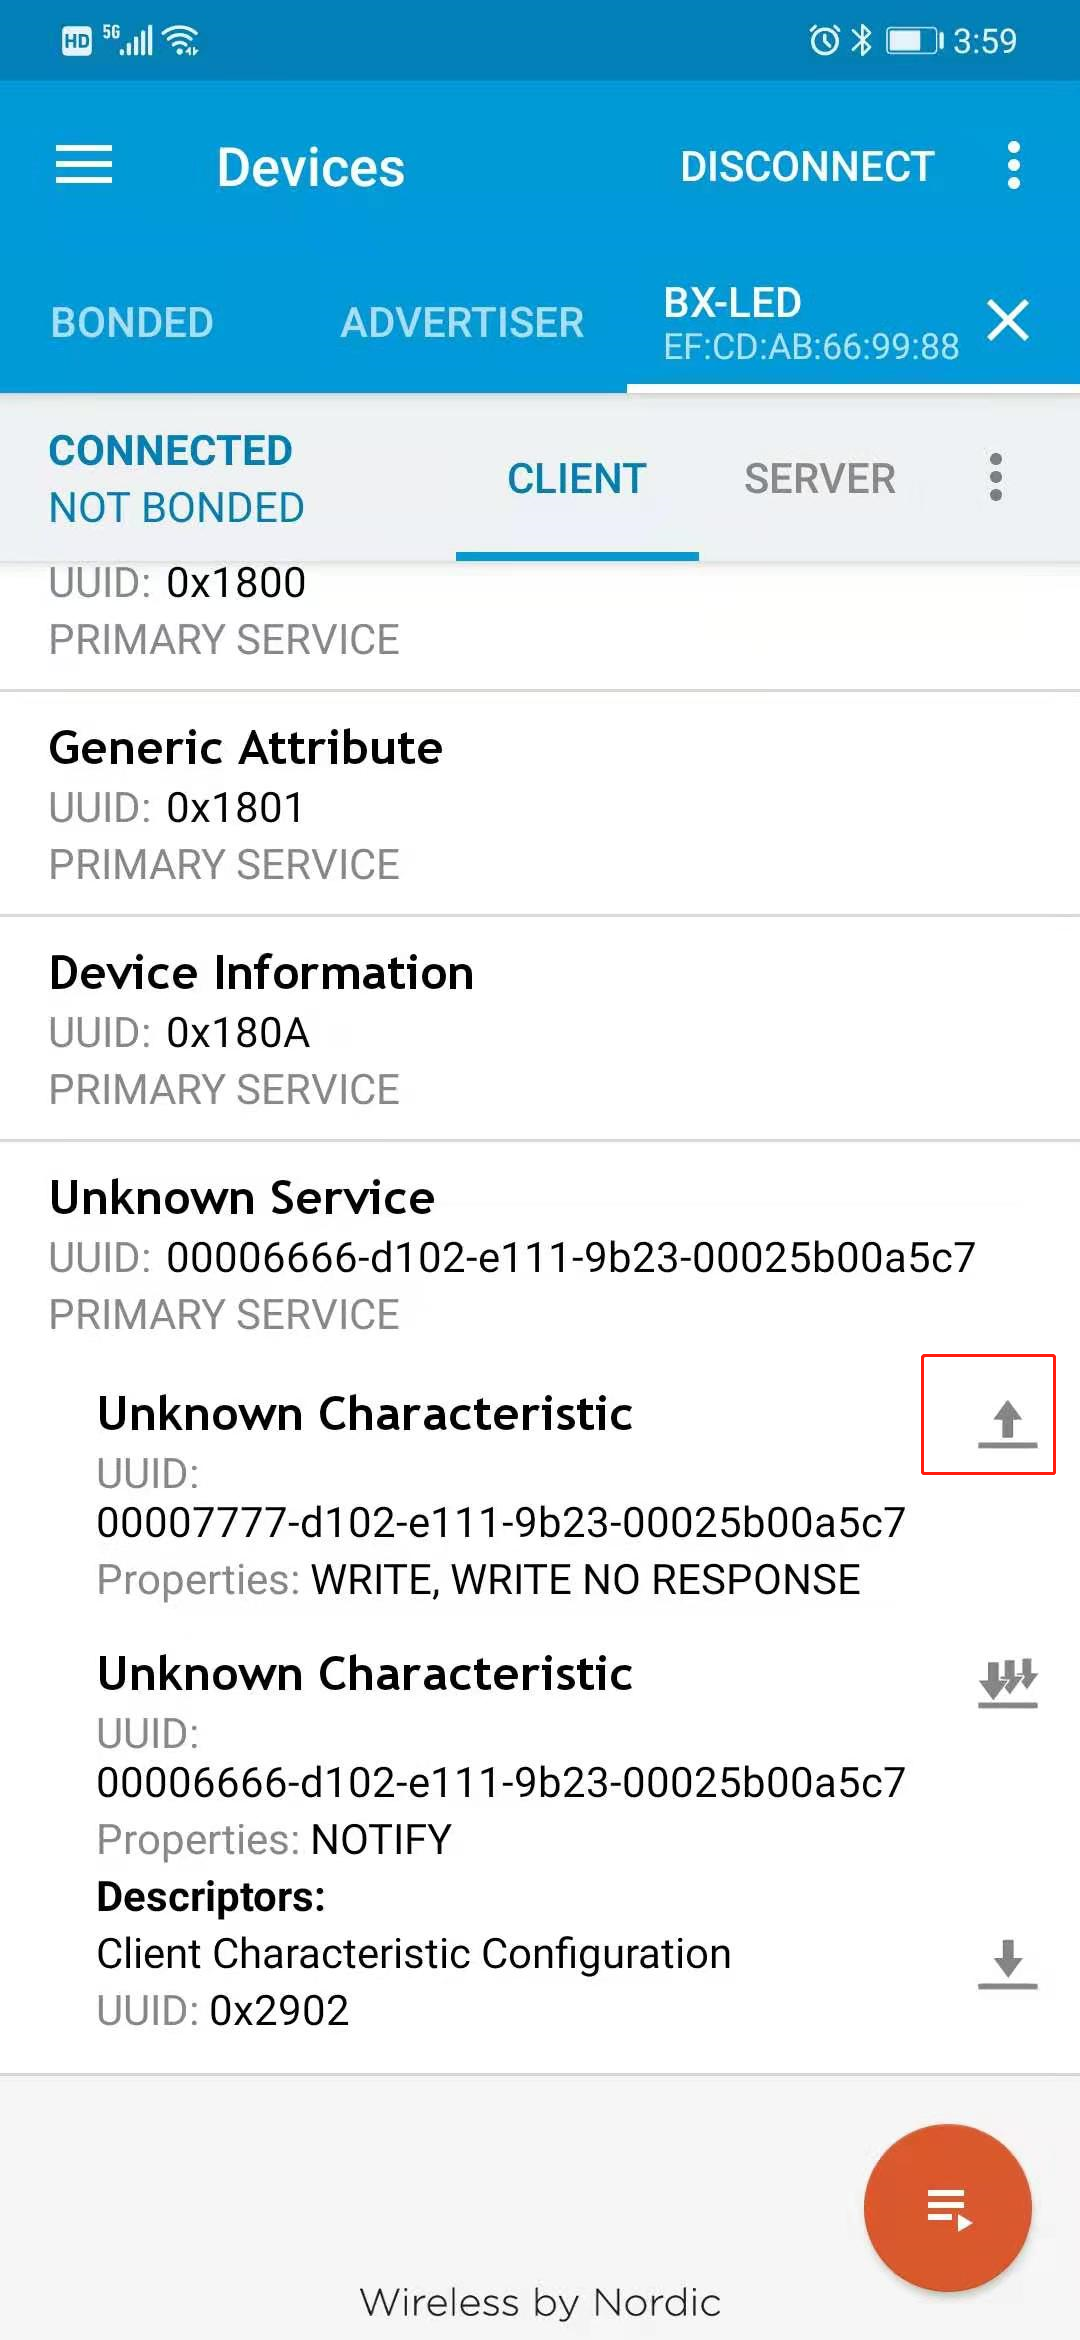 HD 5G 3:59
Devices DISCONNECT
BONDED ADVERTISER BX-LED
EF:CD:AB:66:99:88
CONNECTED
NOT BONDED
CLIENT SERVER
UUID: 0x1800
PRIMARY SERVICE
Generic Attribute
UUID: 0x1801
PRIMARY SERVICE
Device Information
UUID: 0x180A
PRIMARY SERVICE
Unknown Service
UUID: 00006666-d102-e111-9b23-00025b00a5c7
PRIMARY SERVICE
Unknown Characteristic
UUID:
00007777-d102-e111-9b23-00025b00a5c7
Properties: WRITE, WRITE NO RESPONSE
Unknown Characteristic
UUID:
00006666-d102-e111-9b23-00025b00a5c7
Properties: NOTIFY
Descriptors:
Client Characteristic Configuration
UUID: 0x2902
Wireless by Nordic